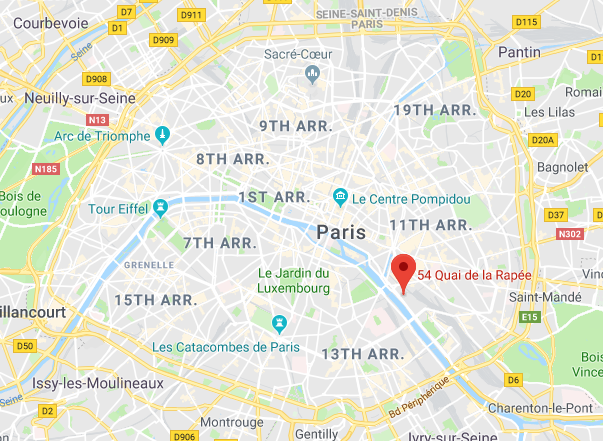 D7
D911
SEINE-SAINT-DENIS
PARIS
D115
Courbevoie
D1
D909
Seine
Sacré-Cœur
Pantin
D1
D908
Neuilly-sur-Seine
D20
Romai
N13
19TH ARR.
Les Lilas
9TH ARR.
Arc de Triomphe
D20A
8TH ARR.
Bagnolet
N185
Bois de
oulogne
1ST ARR.
Le Centre Pompidou
Tour Eiffel
D37
D
11TH ARR.
N302
Paris
7TH ARR.
GRENELLE
Le Jardin du
Luxembourg
54 Quai de la Rapée
15TH ARR.
Saint-Mandé
llancourt
E15
D50
Les Catacombes de Paris
13TH ARR.
Bois
Vince
Issy-les-Moulineaux
D6
Bd Périphérique
Seine
D2
Charenton-le-Pont
Montrouge
D906
Gentilly
Ivry-sur-Seine
D